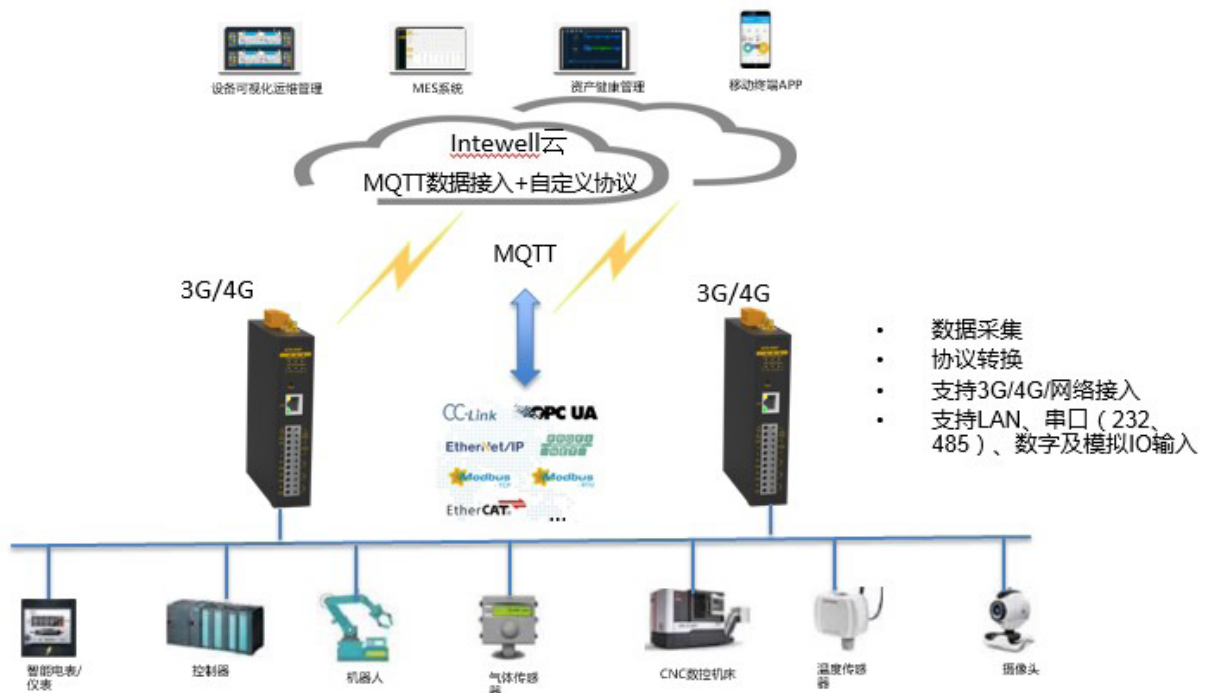 设备可视化运维管理
MES系统
资产健康管理
移动终端APP
Intewell云
MQTT数据接入+自定义协议
MQTT
3G/4G
3G/4G
• 数据采集
• 协议转换
• 支持3G/4G/网络接入
• 支持LAN、串口（232、
485）、数字及模拟IO输入
CC-Link
OPC UA
EtherNet/IP
PROFI
NET
Modbus
TCP
Modbus
RTU
EtherCAT
...
智能电表/
仪表
控制器
机器人
气体传感
器
CNC数控机床
温度传感
器
摄像头